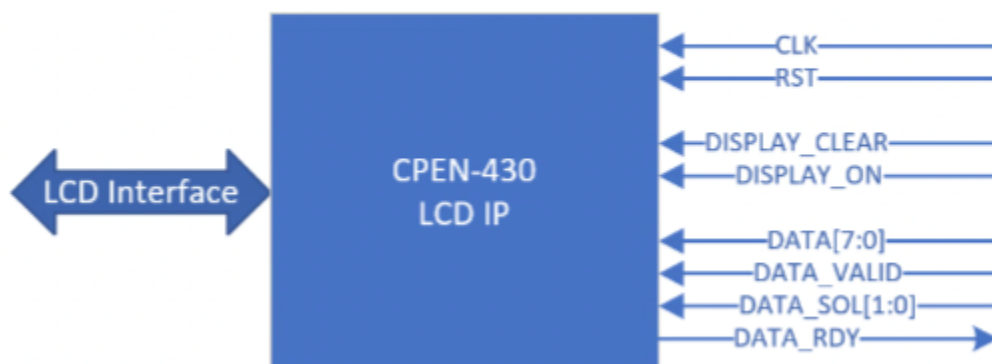 LCD Interface
CPEN-430
LCD IP
CLK
RST
DISPLAY_CLEAR
DISPLAY_ON
DATA[7:0]
DATA_VALID
DATA_SOL[1:0]
DATA_RDY